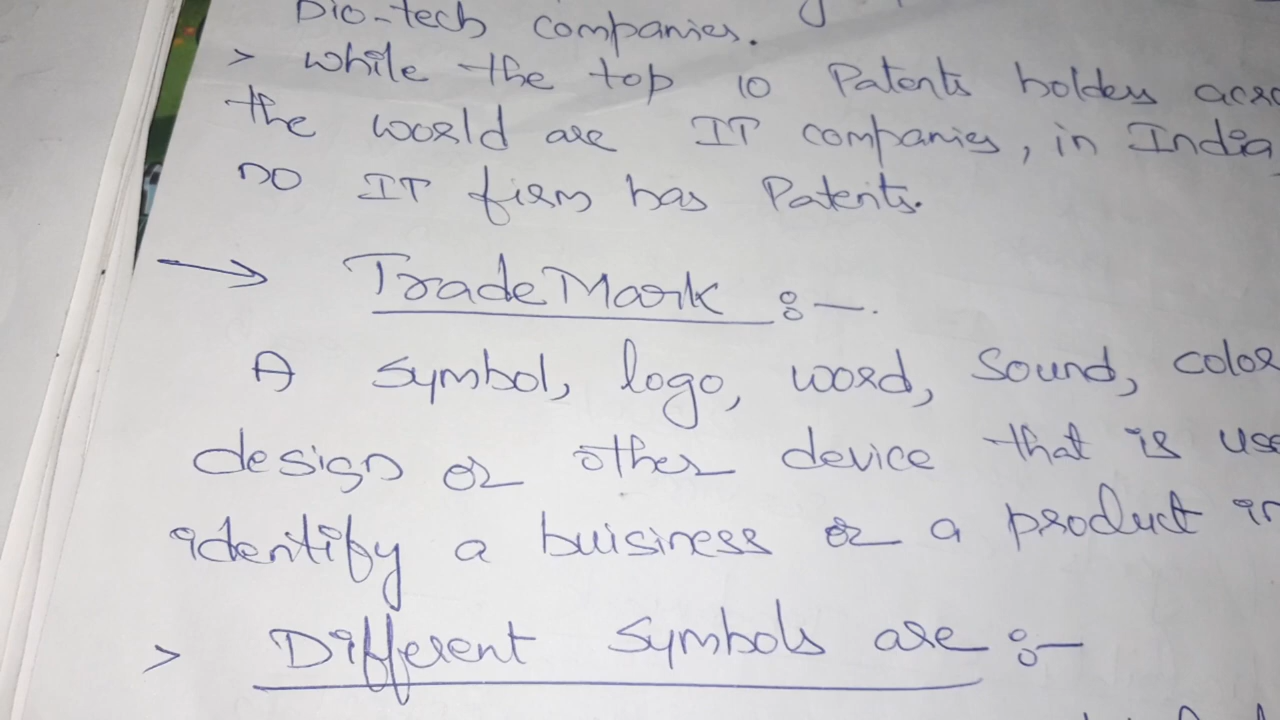 Bio-tech companies.
> while the top 10 Patents holders acro
the world are IT companies, in India
no IT firm has Patents.
→ TradeMark :-
A symbol, logo, word, sound, color
design or other device that is use
identify a buisiness or a product in
> Different symbols are :-